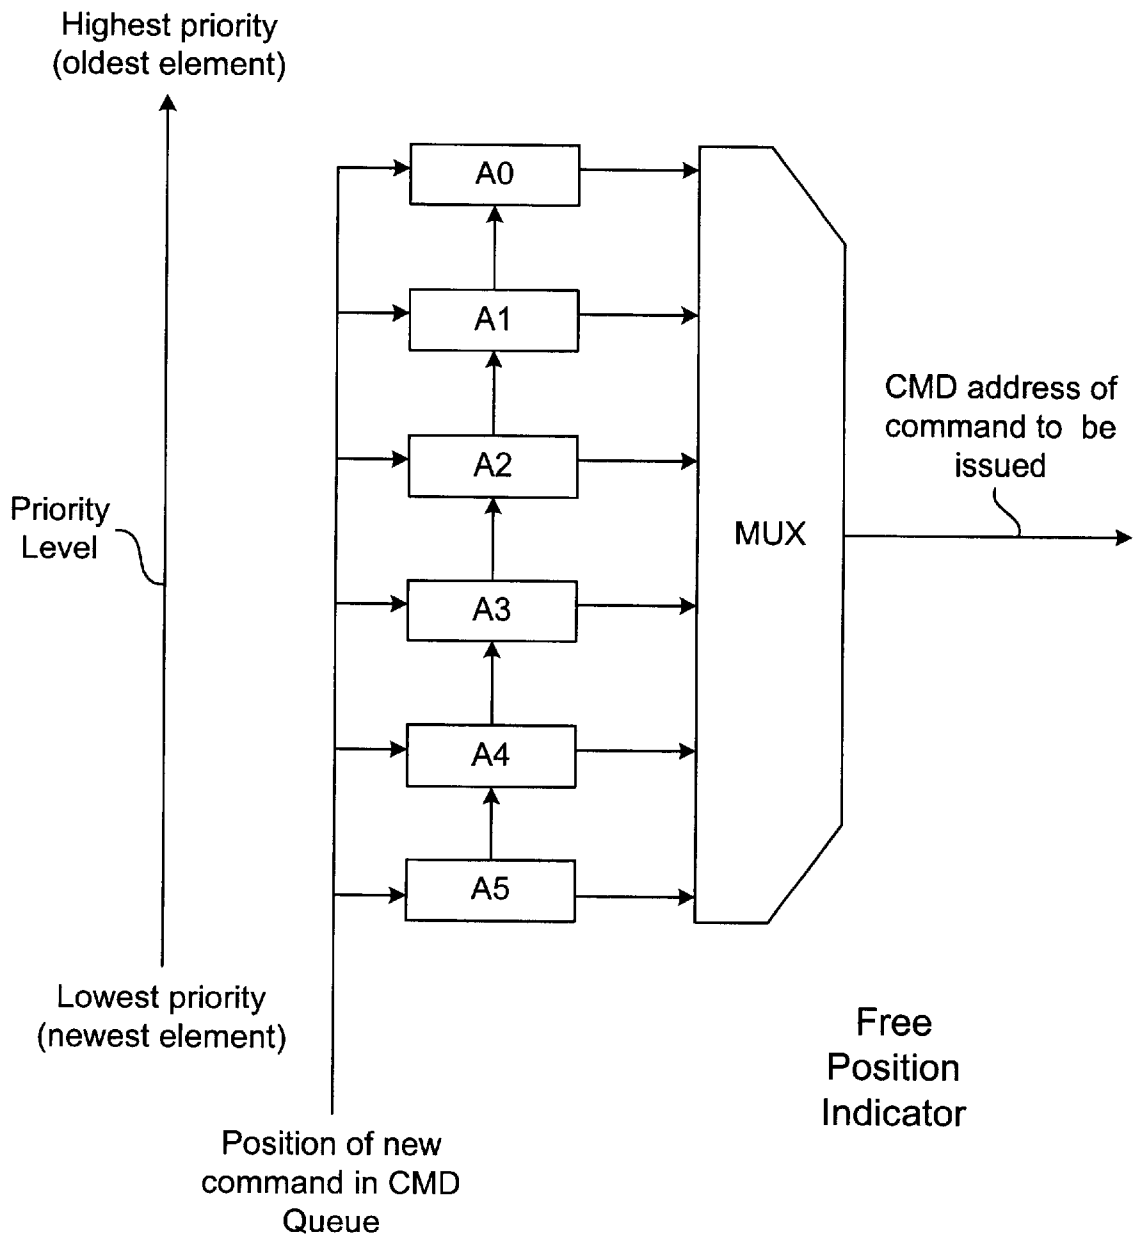 Highest priority
(oldest element)
A0
A1
A2
A3
A4
A5
MUX
CMD address of
command to be
issued
Priority
Level
Lowest priority
(newest element)
Free
Position
Indicator
Position of new
command in CMD
Queue